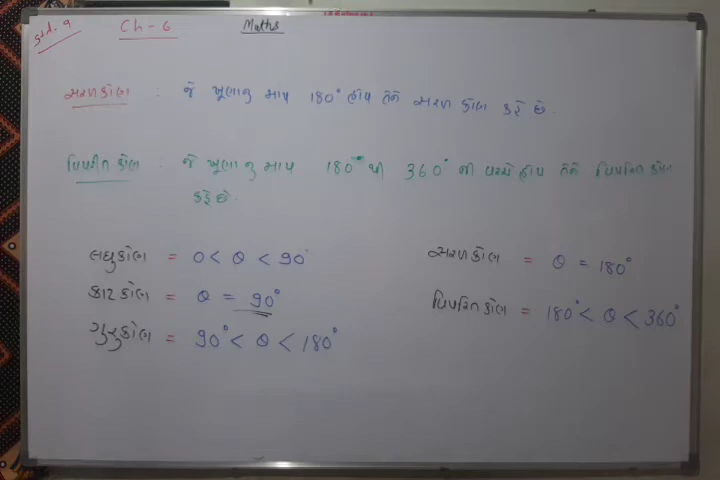 Std. 9 Ch - 6 Maths
સરળકોણ : જે ખૂણાનુ માપ 180° હોય તેને સરળ કોણ કહે છે.
વિપરીત કોણ : જે ખૂણા નુ માપ 180° થી 360° ની વચ્ચે હોય તેને વિપરિત કોણ
કહે છે.
લઘુકોણ = 0 < θ < 90°
કાટકોણ = θ = 90°
ગુરુકોણ = 90° < θ < 180°
સરળકોણ = θ = 180°
વિપરિતકોણ = 180° < θ < 360°